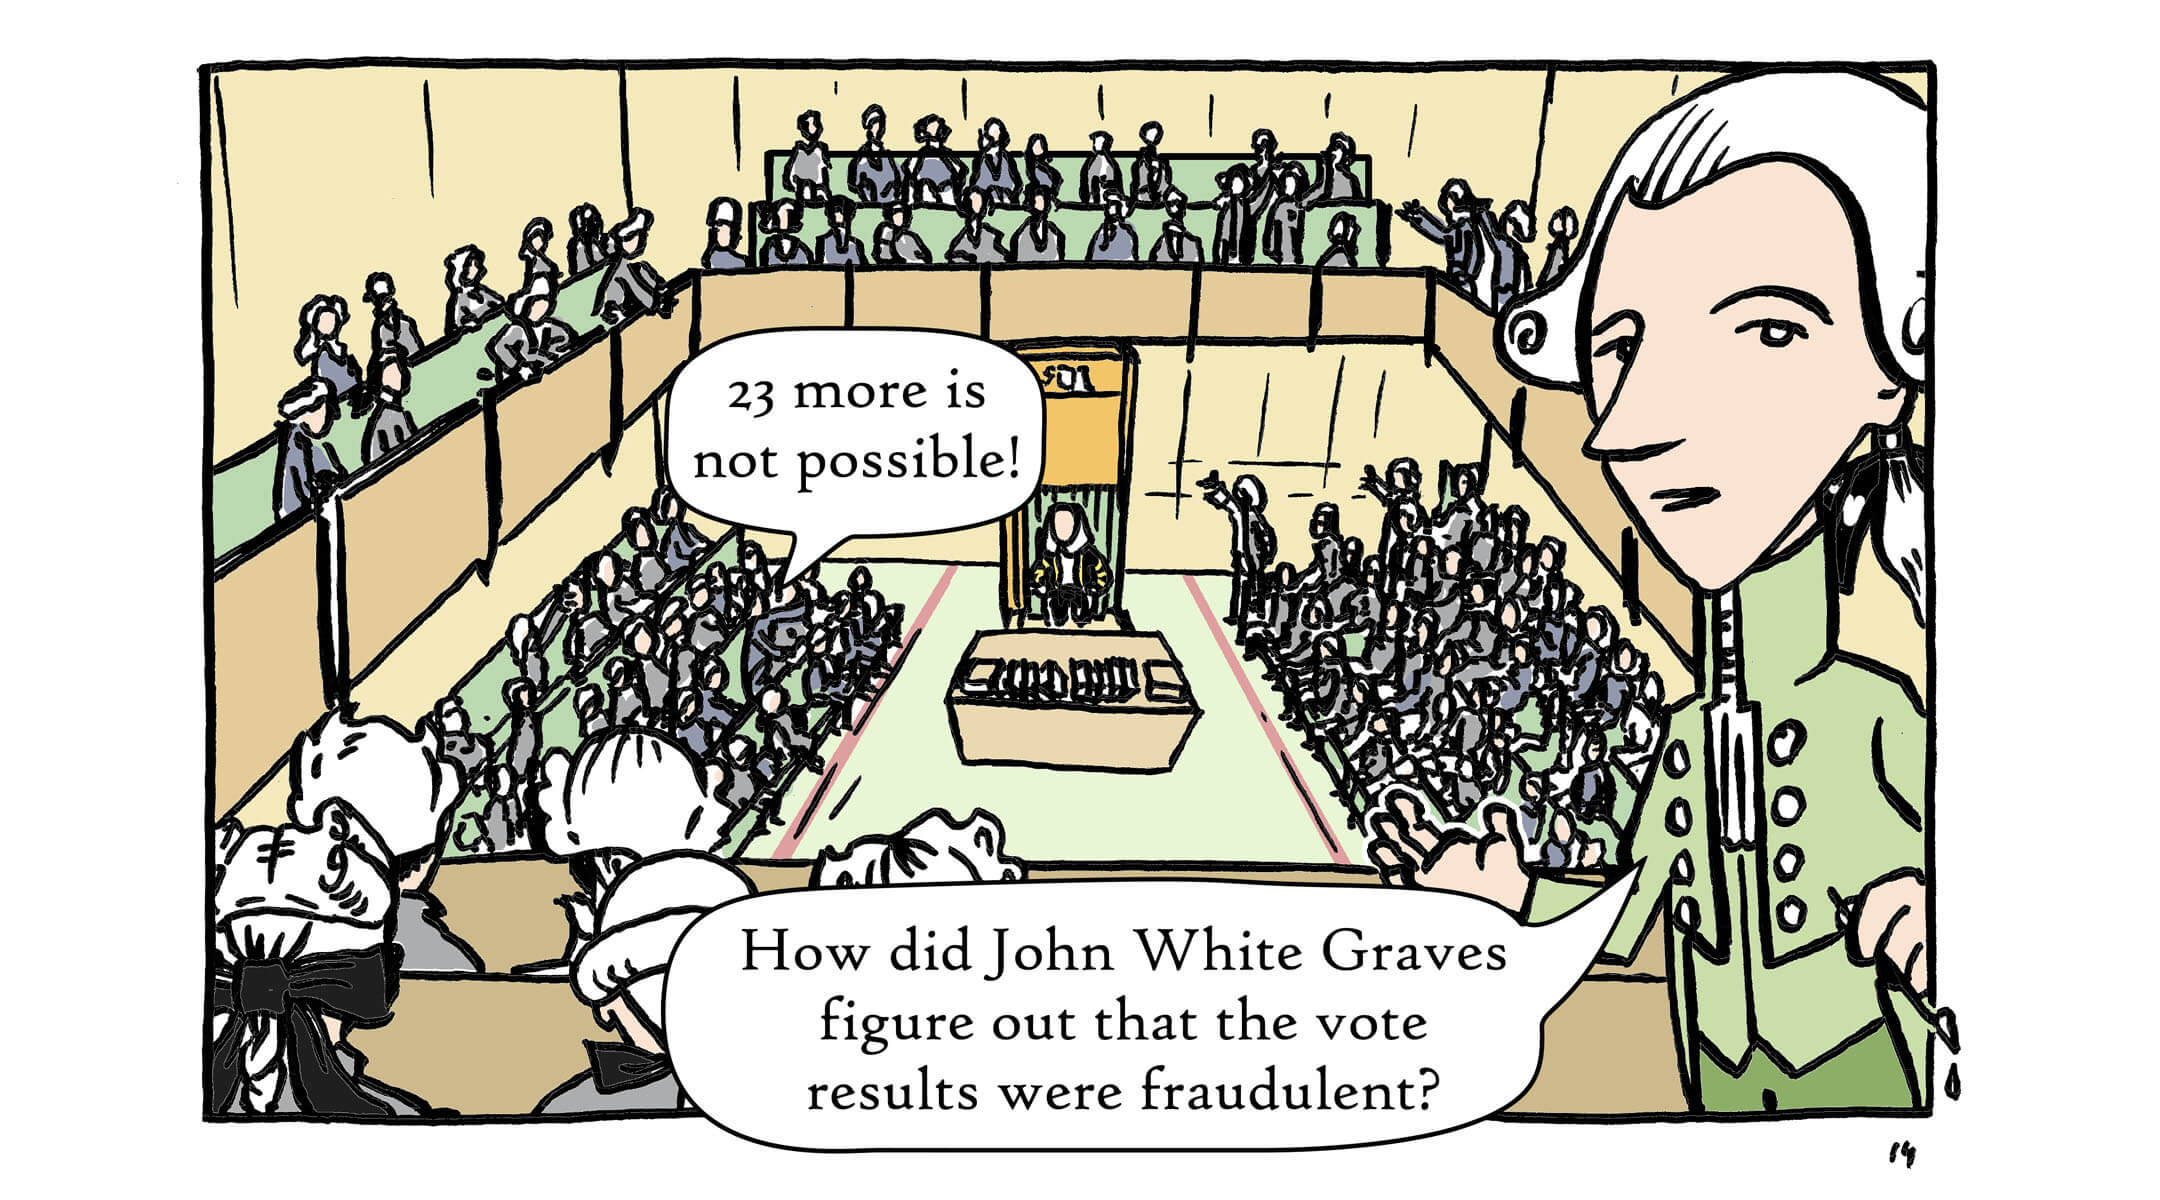 23 more is
not possible!
How did John White Graves
figure out that the vote
results were fraudulent?